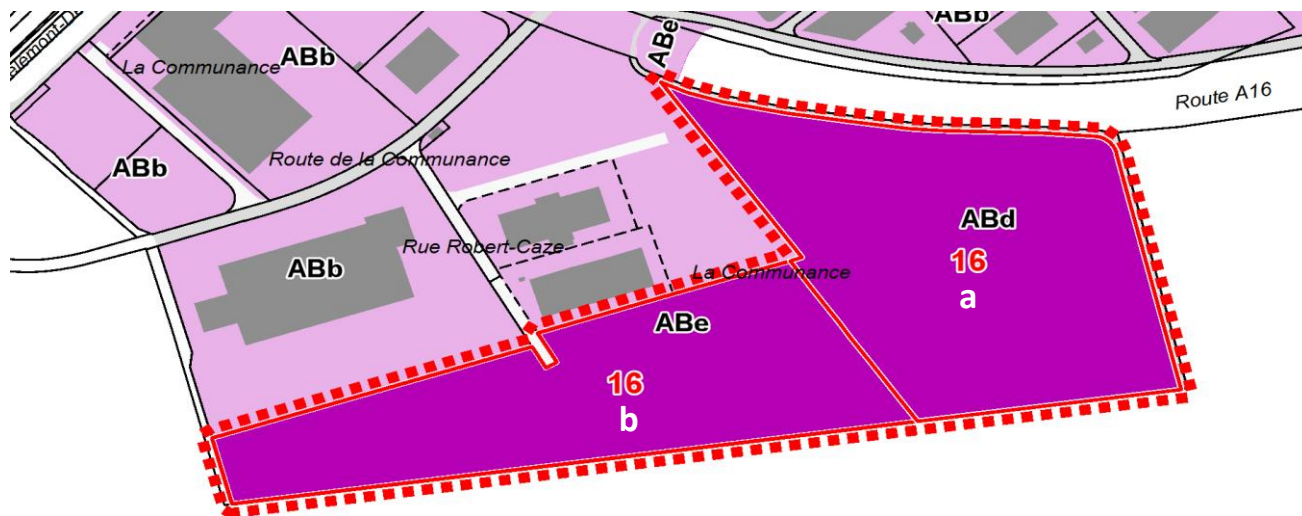 ABb
ABe
La Communance
ABb
Route A16
Route de la Communance
ABb
ABd
Rue Robert-Caze
16
ABb
La Communance
a
ABe
16
b